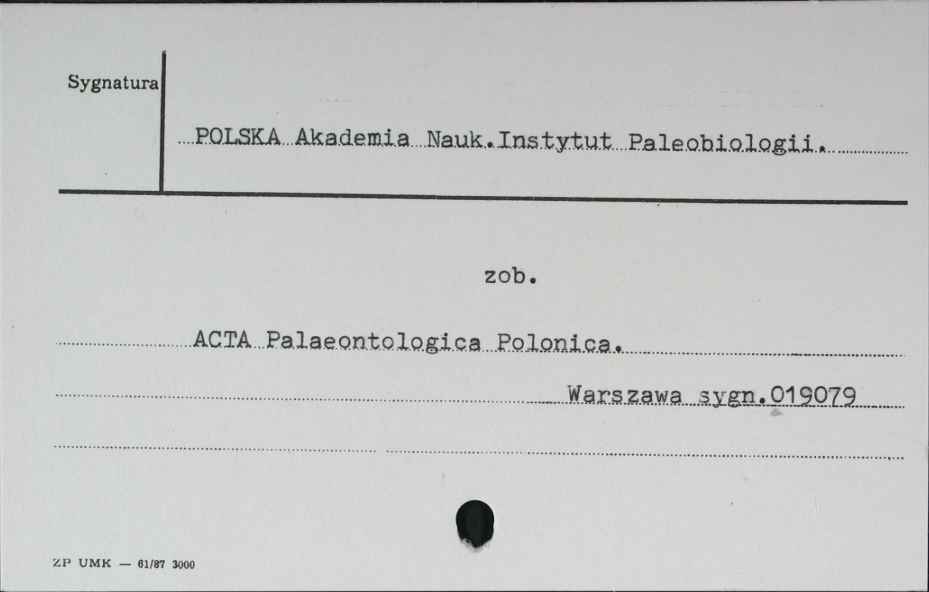 Sygnatura
POLSKA Akademia Nauk.Instytut Paleobiologii.
zob.
ACTA Palaeontologica Polonica.
Warszawa sygn.019079
ZP UMK — 61/87 3000